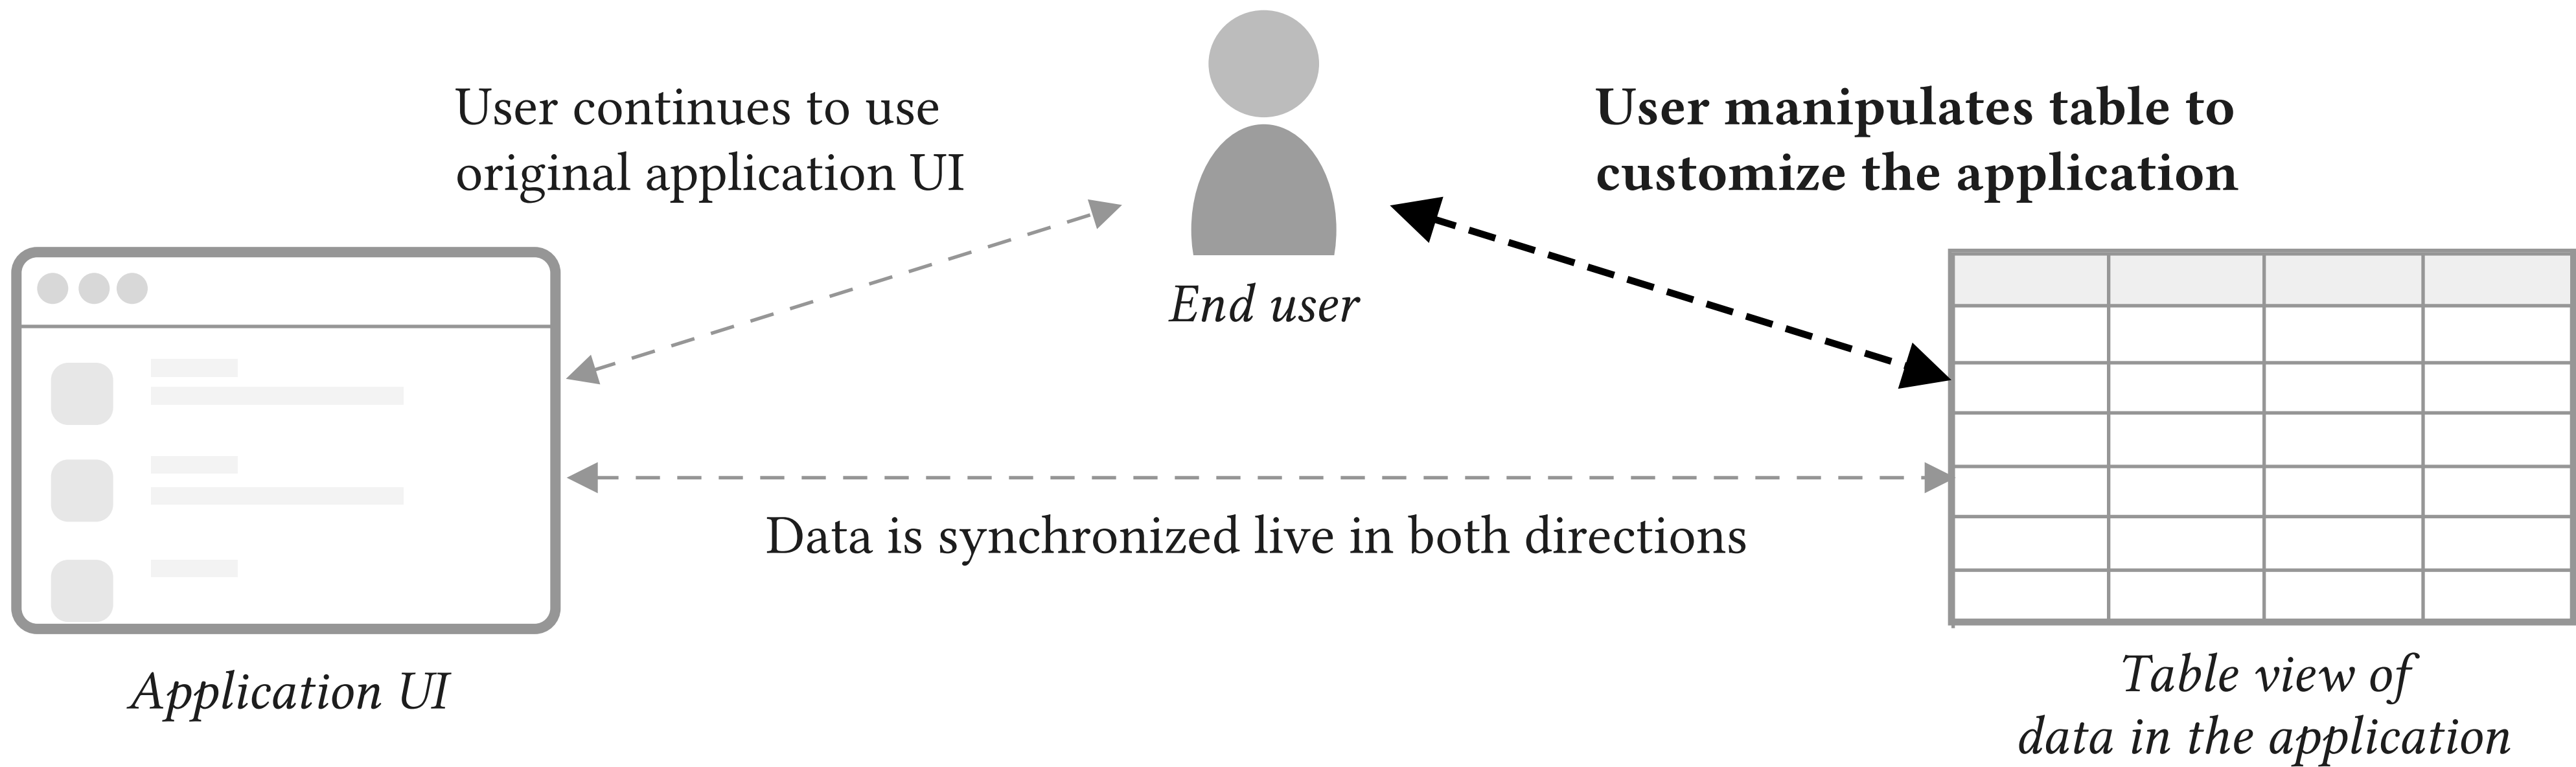 User continues to use
original application UI
User manipulates table to
customize the application
End user
Data is synchronized live in both directions
Application UI
Table view of
data in the application